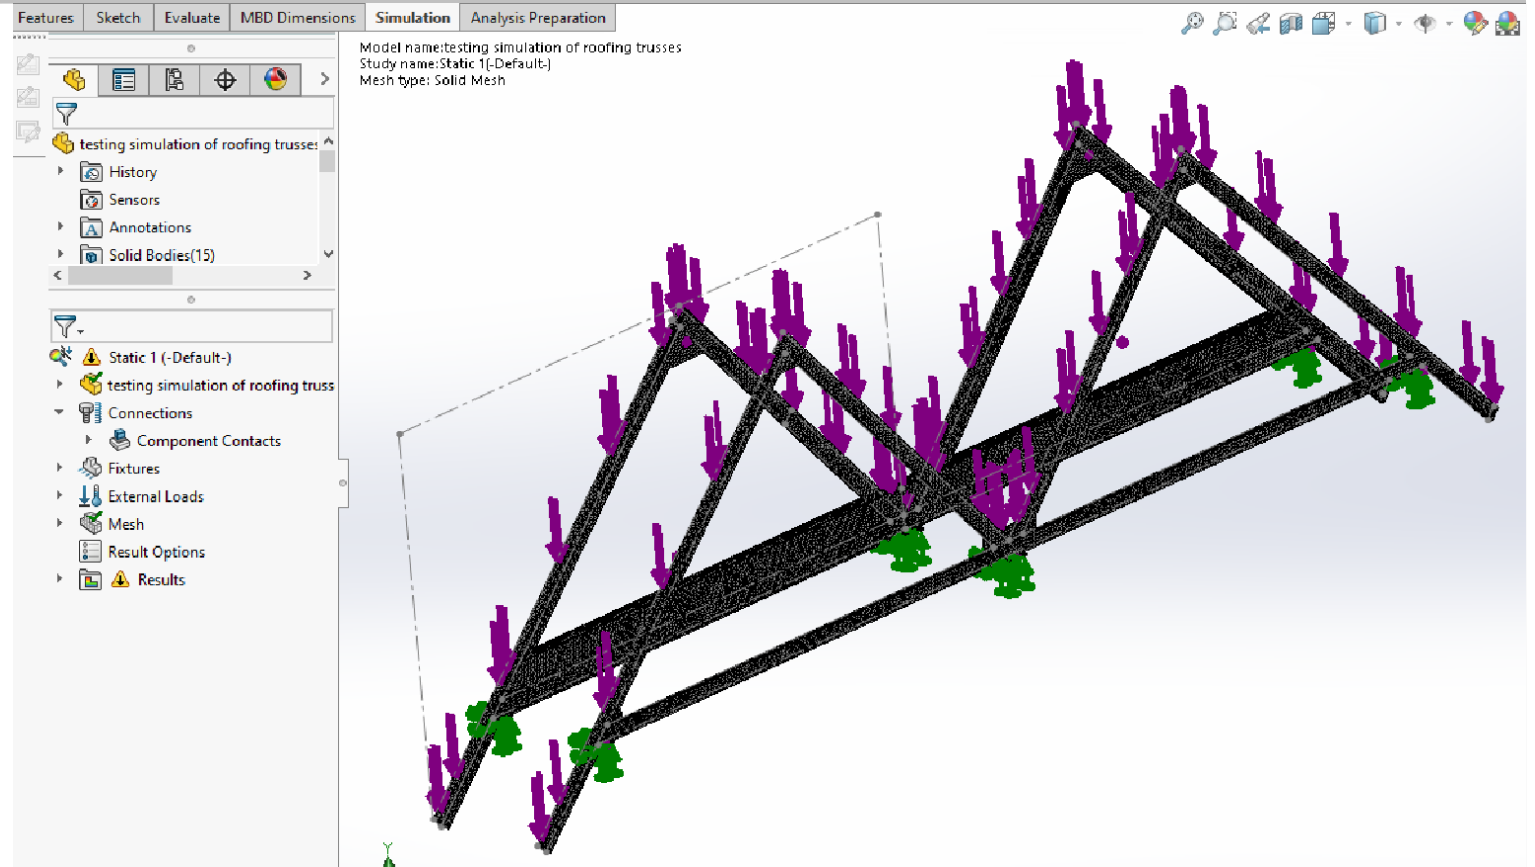 Features Sketch Evaluate MBD Dimensions Simulation Analysis Preparation
Model name:testing simulation of roofing trusses
Study name:Static 1(-Default-)
Mesh type: Solid Mesh
testing simulation of roofing trusses
History
Sensors
Annotations
Solid Bodies(15)
Static 1 (-Default-)
testing simulation of roofing truss
Connections
Component Contacts
Fixtures
External Loads
Mesh
Result Options
Results
Y